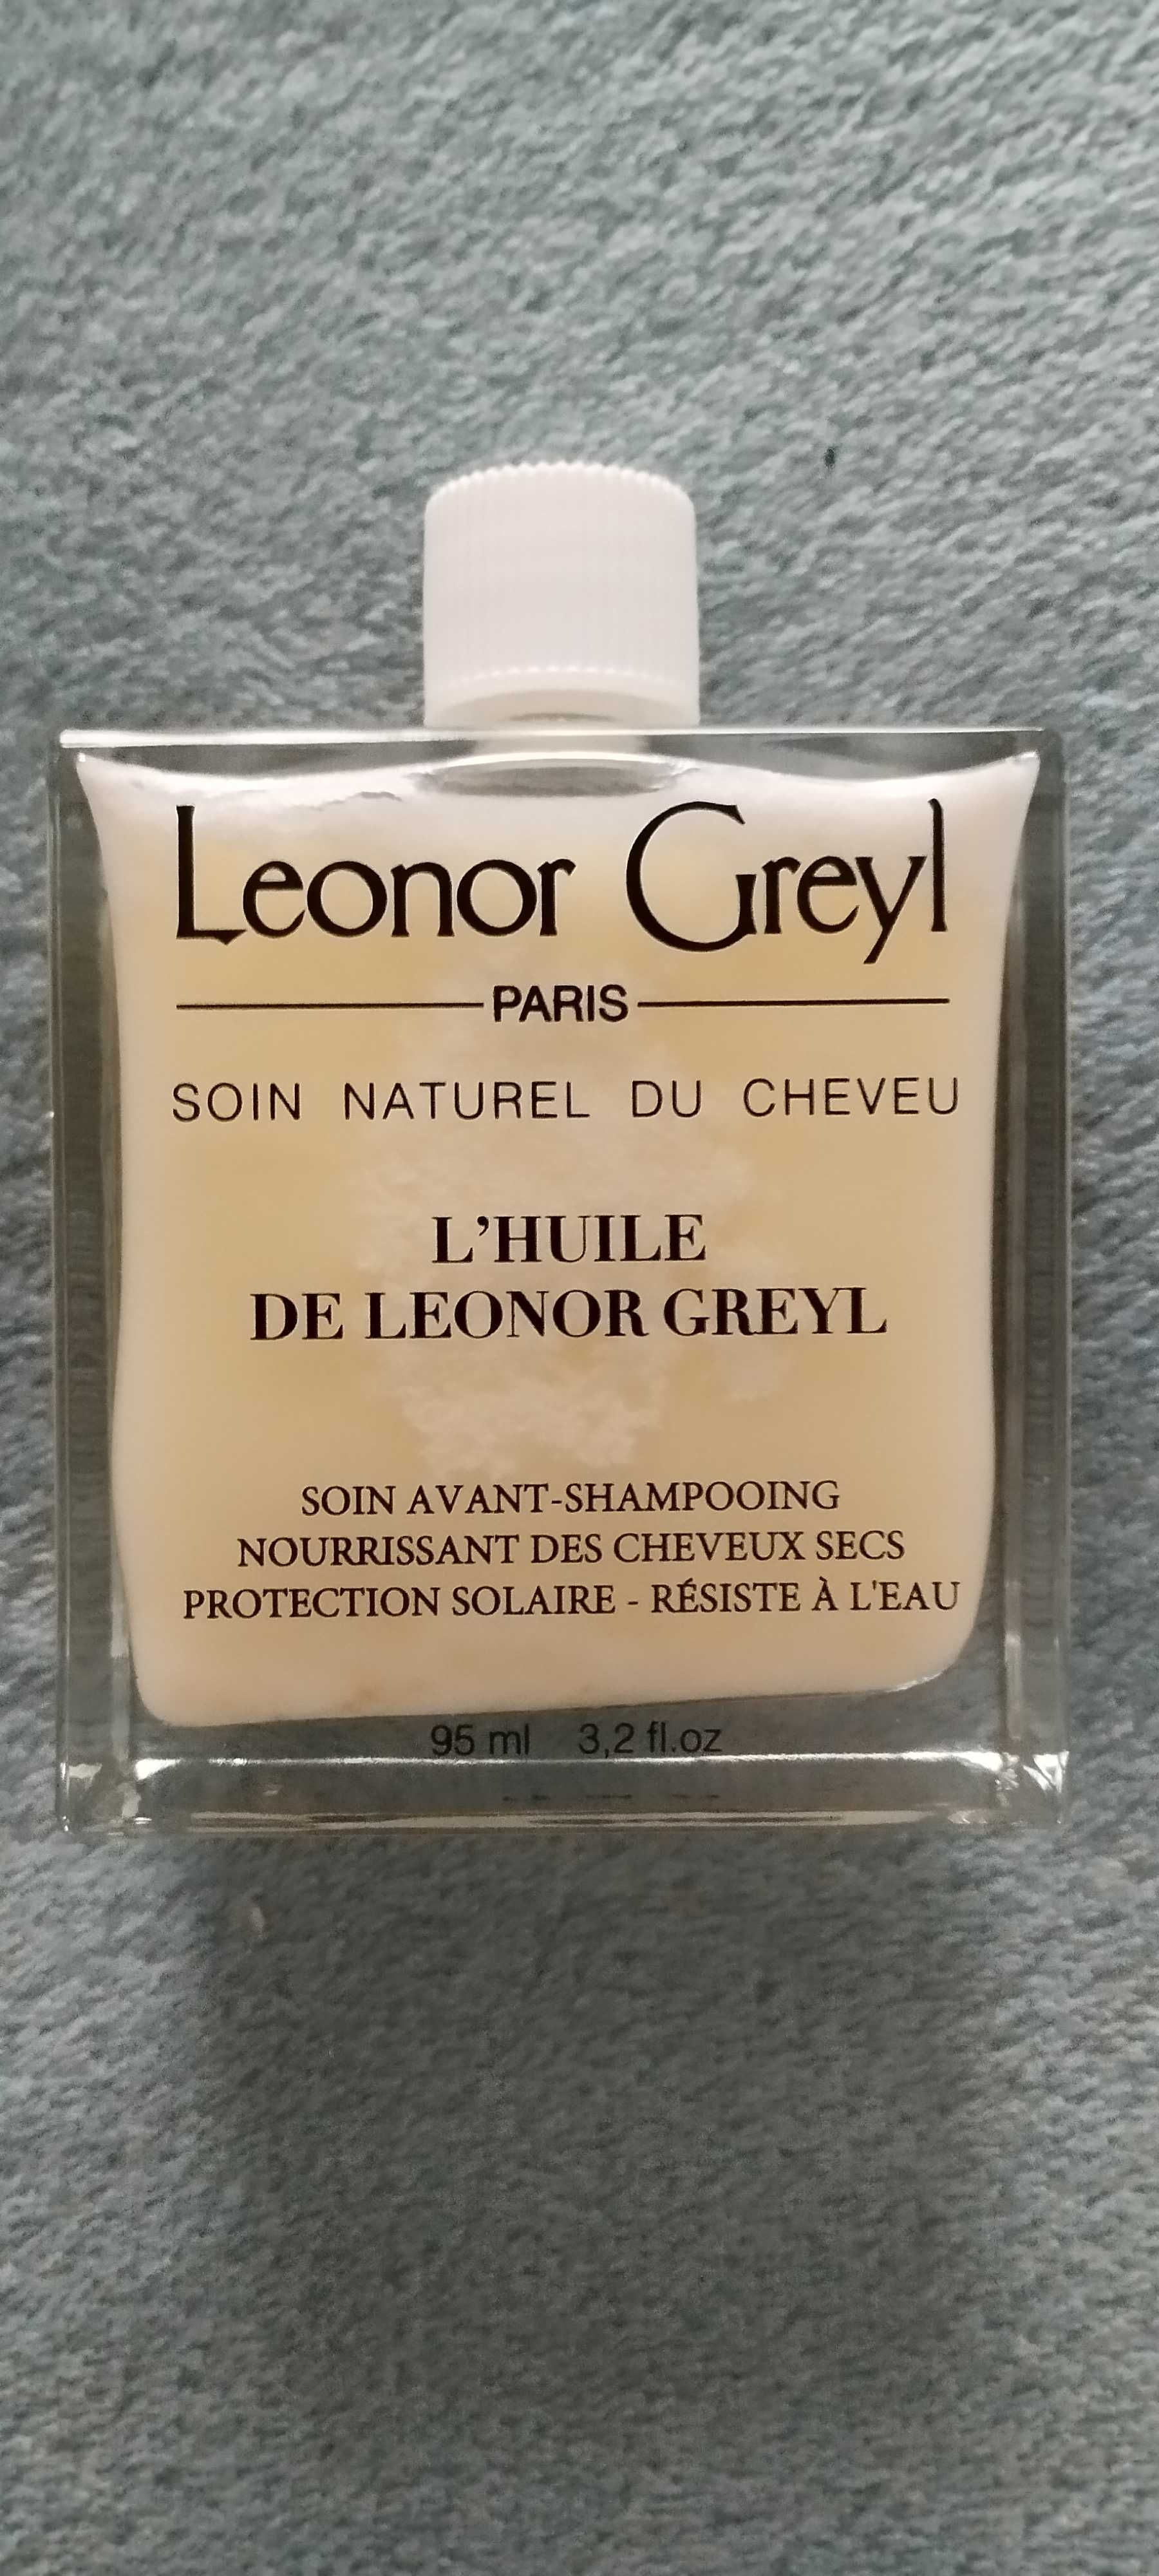 Leonor Greyl
PARIS
SOIN NATUREL DU CHEVEU
L'HUILE
DE LEONOR GREYL
SOIN AVANT-SHAMPOOING
NOURRISSANT DES CHEVEUX SECS
PROTECTION SOLAIRE - RÉSISTE À L'EAU
95 ml 3,2 fl.oz